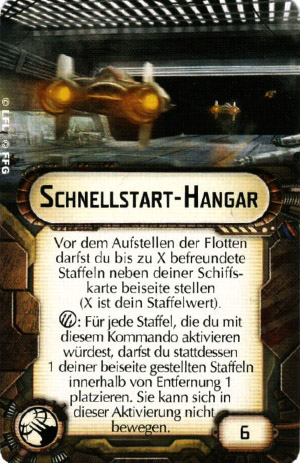 © LFL © FFG
SCHNELLSTART-HANGAR
Vor dem Aufstellen der Flotten
darfst du bis zu X befreundete
Staffeln neben deiner Schiffs-
karte beiseite stellen
(X ist dein Staffelwert).
: Für jede Staffel, die du mit
diesem Kommando aktivieren
würdest, darfst du stattdessen
1 deiner beiseite gestellten Staffeln
innerhalb von Entfernung 1
platzieren. Sie kann sich in
dieser Aktivierung nicht
bewegen.
6